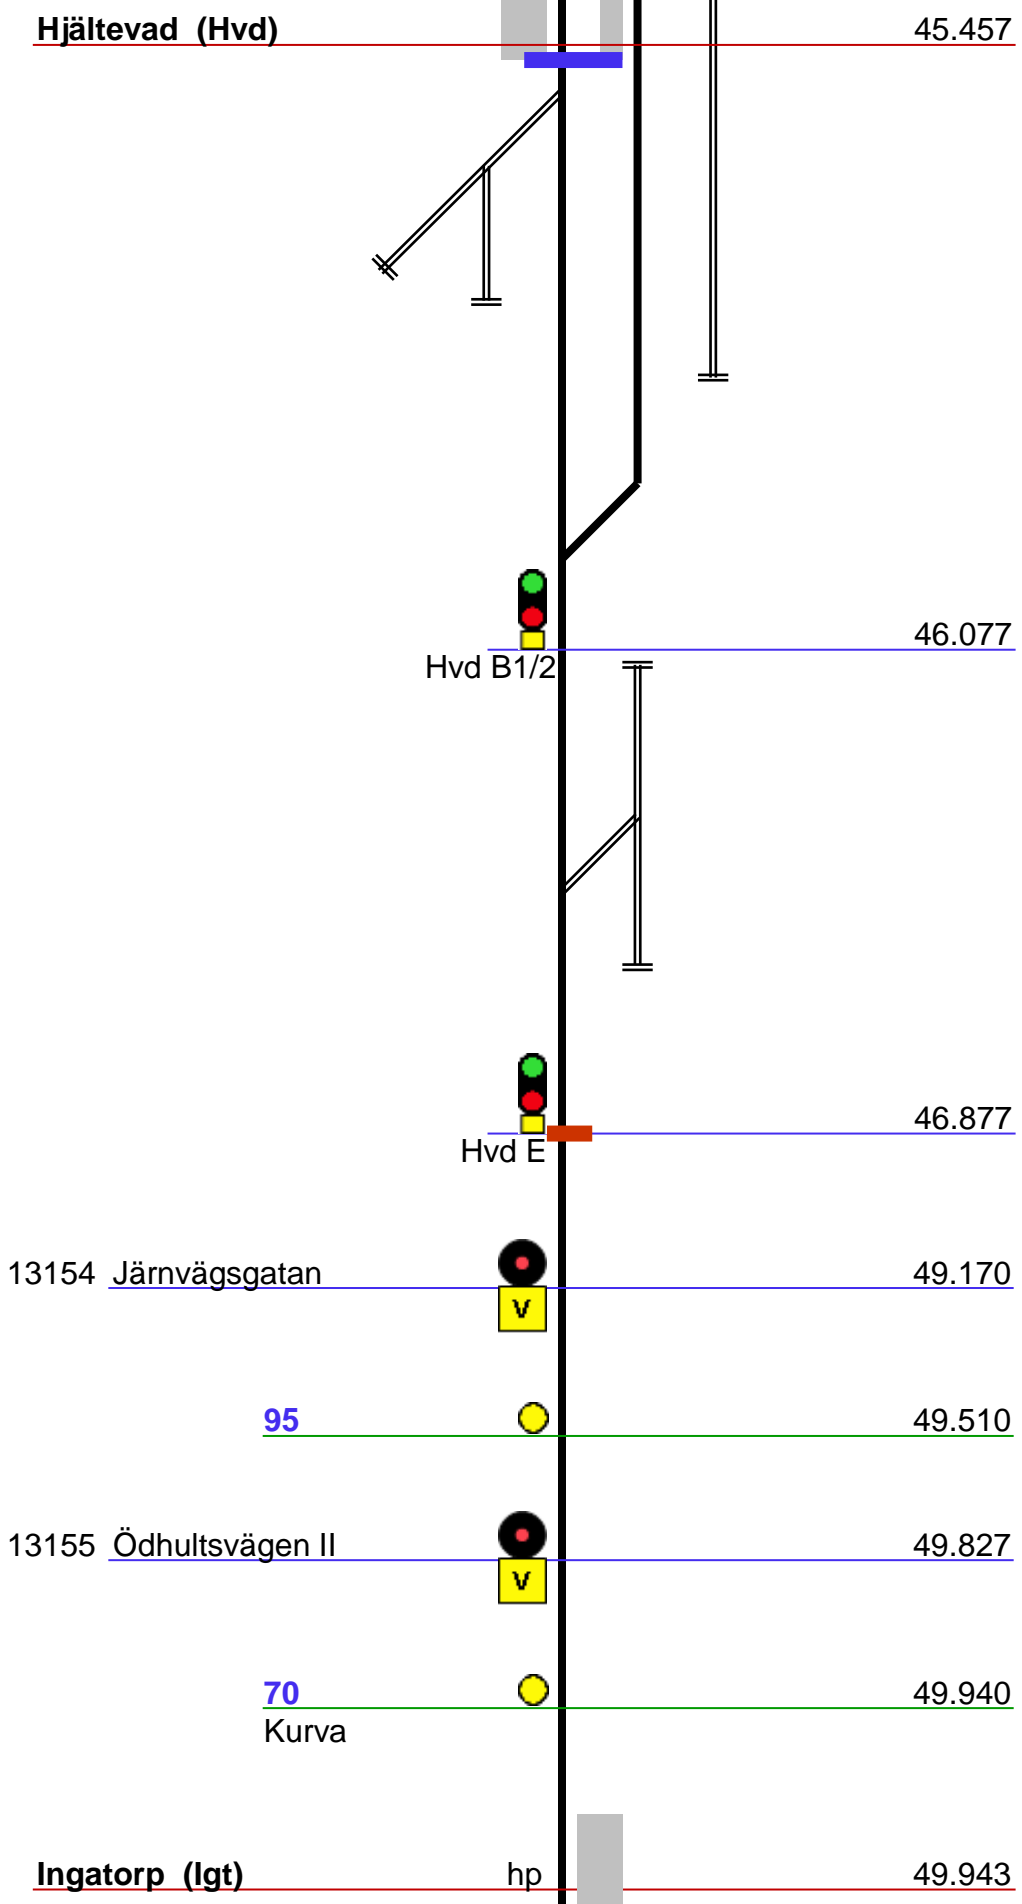 Hjältevad (Hvd) 45.457
46.077
Hvd B1/2
46.877
Hvd E
13154 Järnvägsgatan 49.170
V
95 49.510
13155 Ödhultsvägen II 49.827
V
70 49.940
Kurva
Ingatorp (Igt) hp 49.943